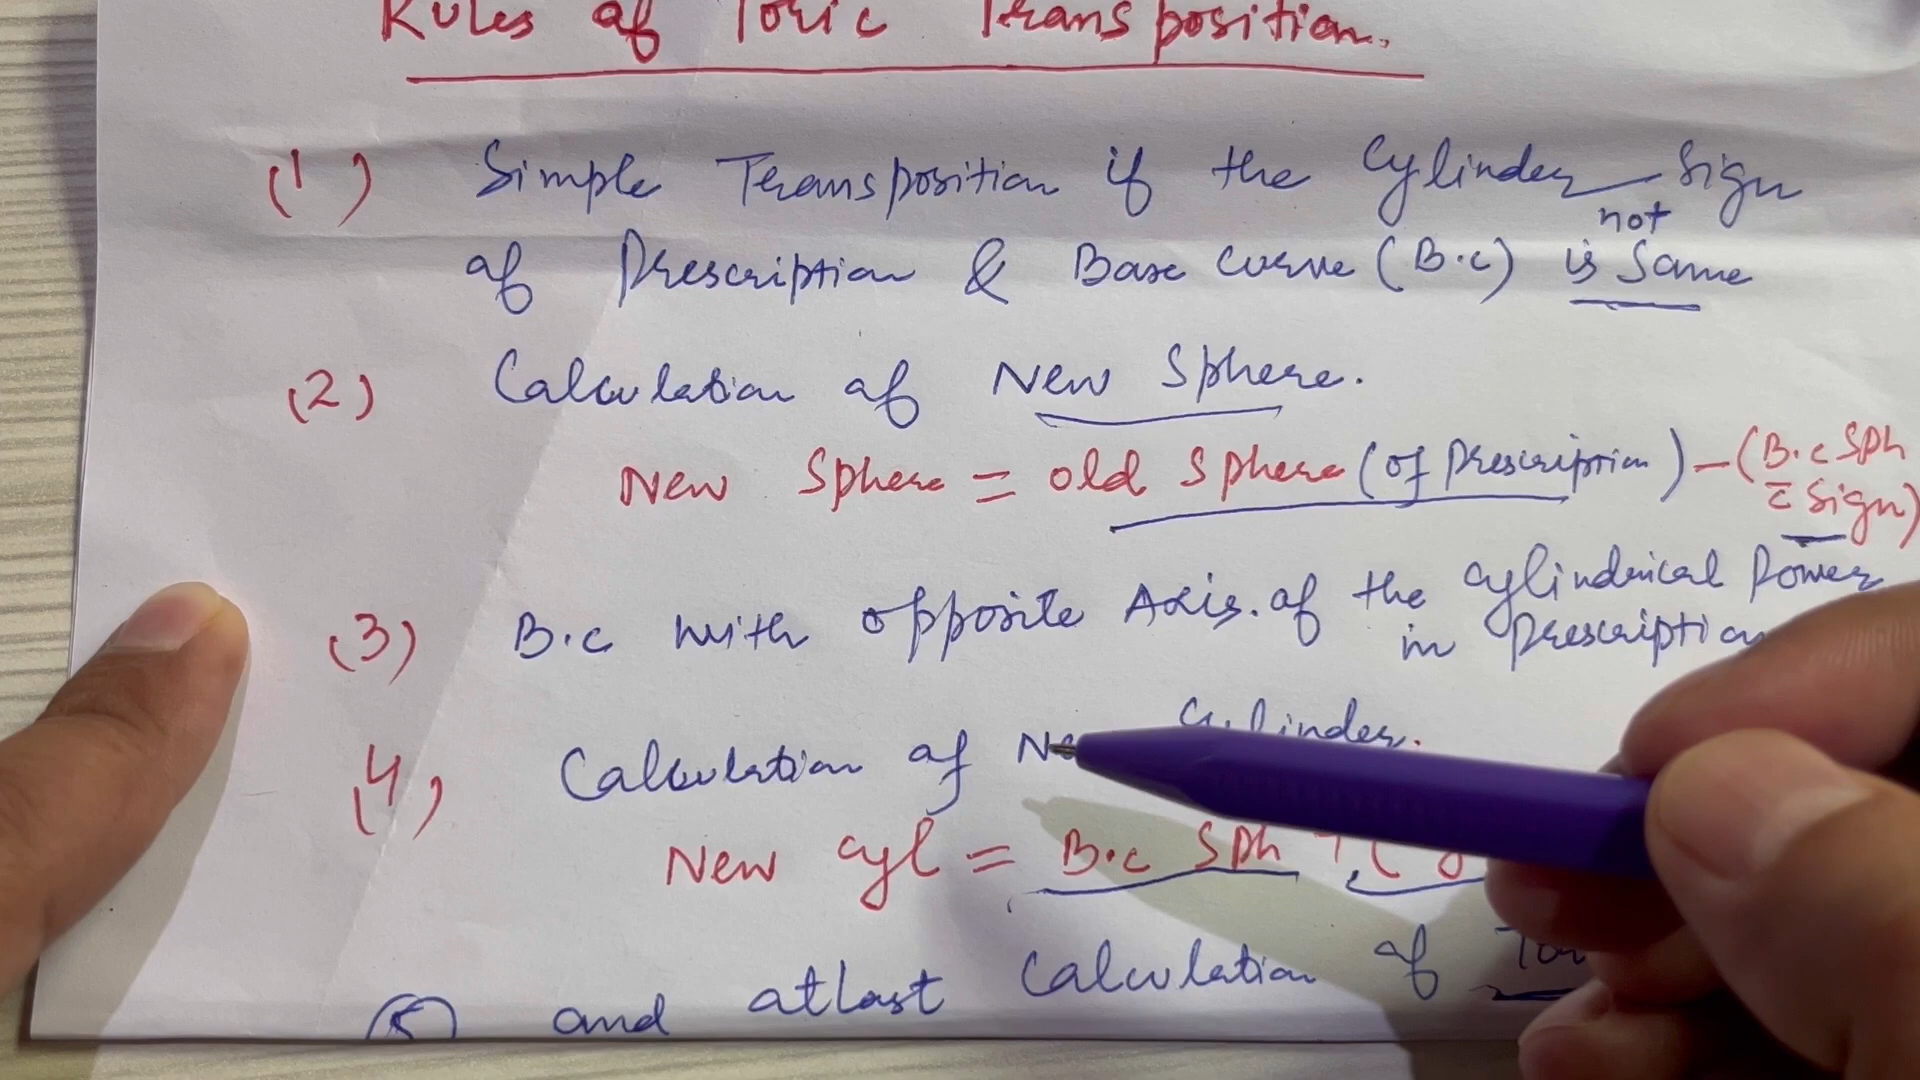 Rules of Toric Transposition.
(1) Simple Transposition if the Cylinder Sign
of Prescription & Base Curve (B.c) is not Same
(2) Calculation of New Sphere.
New Sphere = old Sphere (of Prescription) - (B.c Sph
c̄ Sign)
(3) B.c with opposite Axis. of the cylindrical Power
in Prescription
(4) Calculation of Cylinder.
New Cyl = B.c Sph + (
(5) and atlast Calculation of